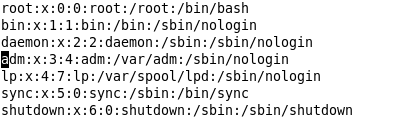 root:x:0:0:root:/root:/bin/bash
bin:x:1:1:bin:/bin:/sbin/nologin
daemon:x:2:2:daemon:/sbin:/sbin/nologin
adm:x:3:4:adm:/var/adm:/sbin/nologin
lp:x:4:7:lp:/var/spool/lpd:/sbin/nologin
sync:x:5:0:sync:/sbin:/bin/sync
shutdown:x:6:0:shutdown:/sbin:/sbin/shutdown